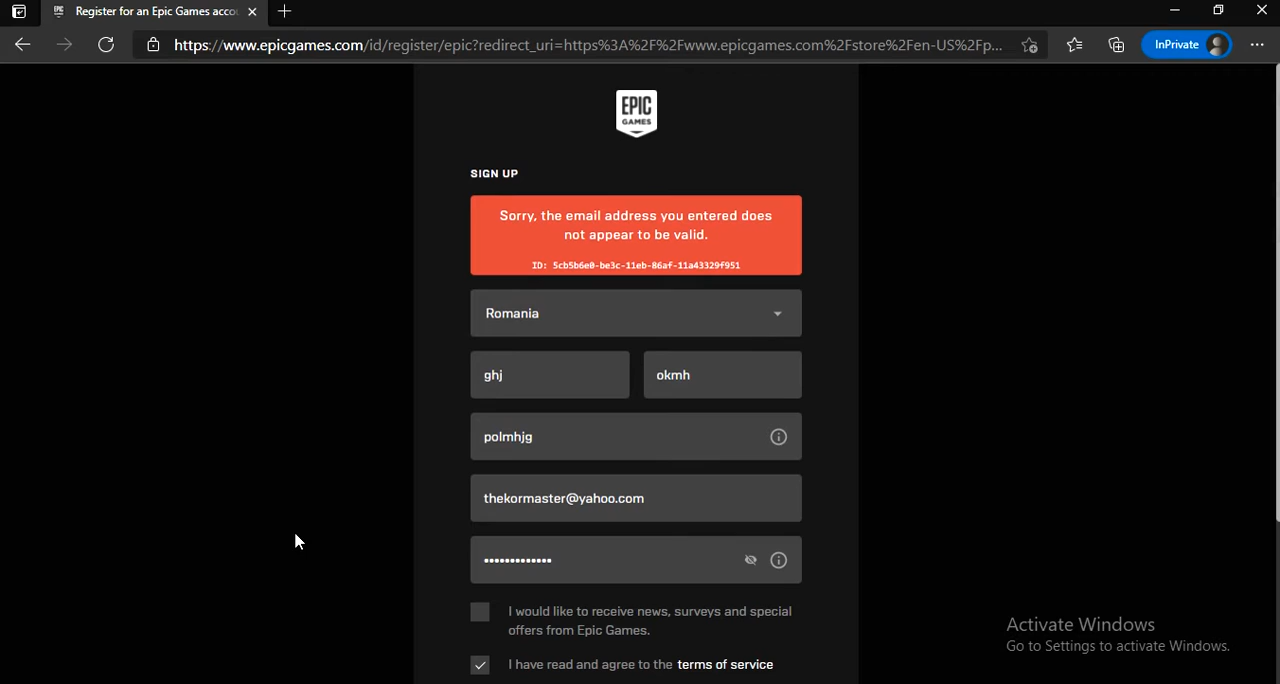 Register for an Epic Games accou
InPrivate
https://www.epicgames.com/id/register/epic?redirect_uri=https%3A%2F%2Fwww.epicgames.com%2Fstore%2Fen-US%2Fp...
EPIC
GAMES
SIGN UP
Sorry, the email address you entered does
not appear to be valid.
ID: 5cb5b6e0-be3c-11eb-86af-11a43329f951
Romania
ghj okmh
polmhjg
thekormaster@yahoo.com
•••••••••••••
I would like to receive news, surveys and special
offers from Epic Games.
I have read and agree to the terms of service
Activate Windows
Go to Settings to activate Windows.